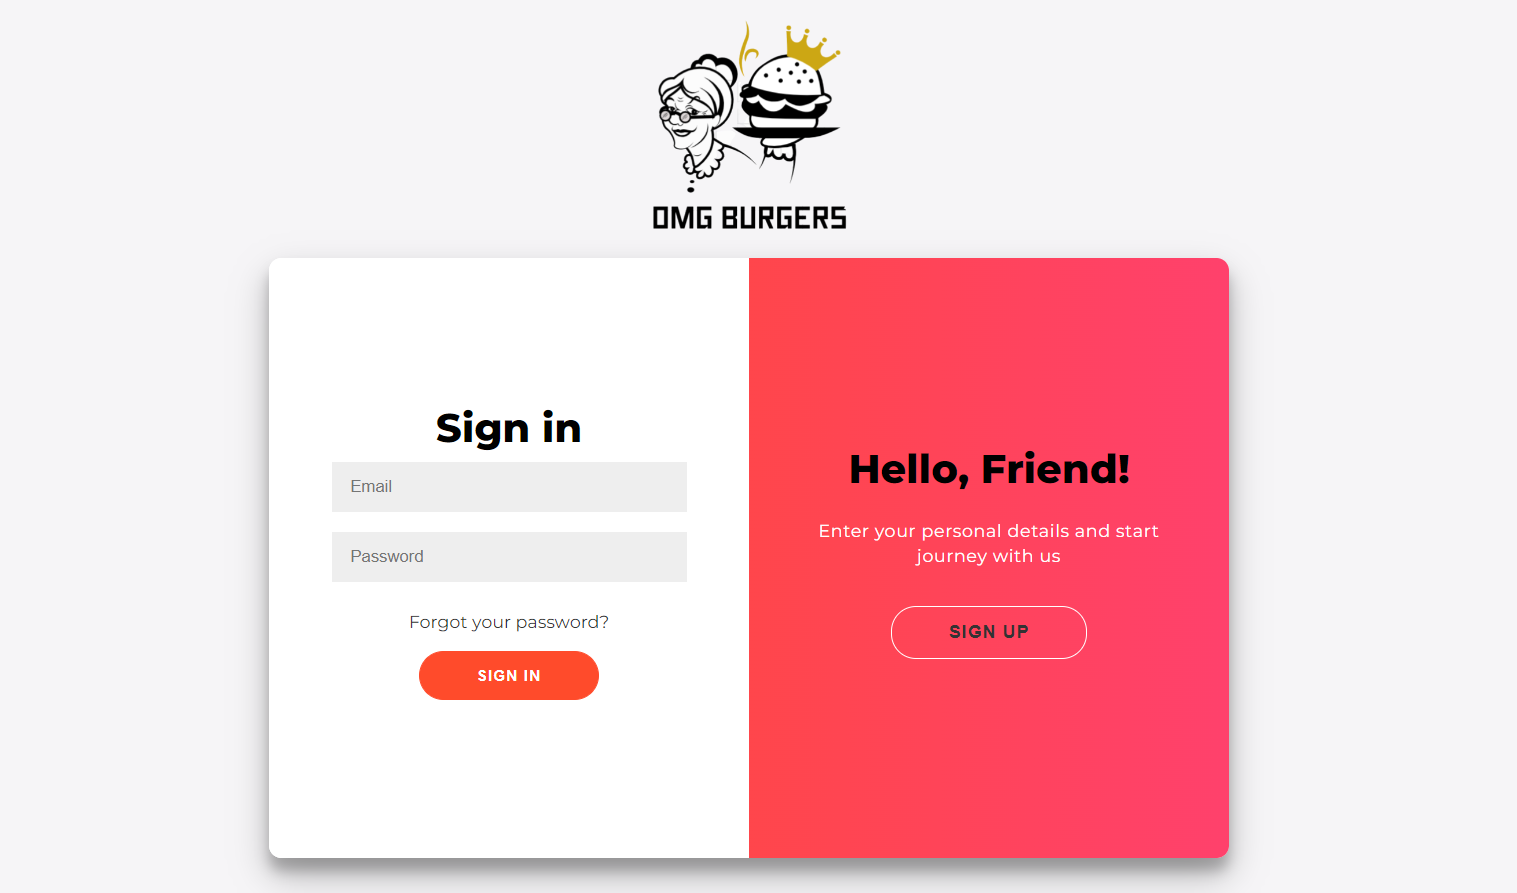 OMG BURGERS
Sign in
Email
Password
Forgot your password?
SIGN IN
Hello, Friend!
Enter your personal details and start
journey with us
SIGN UP